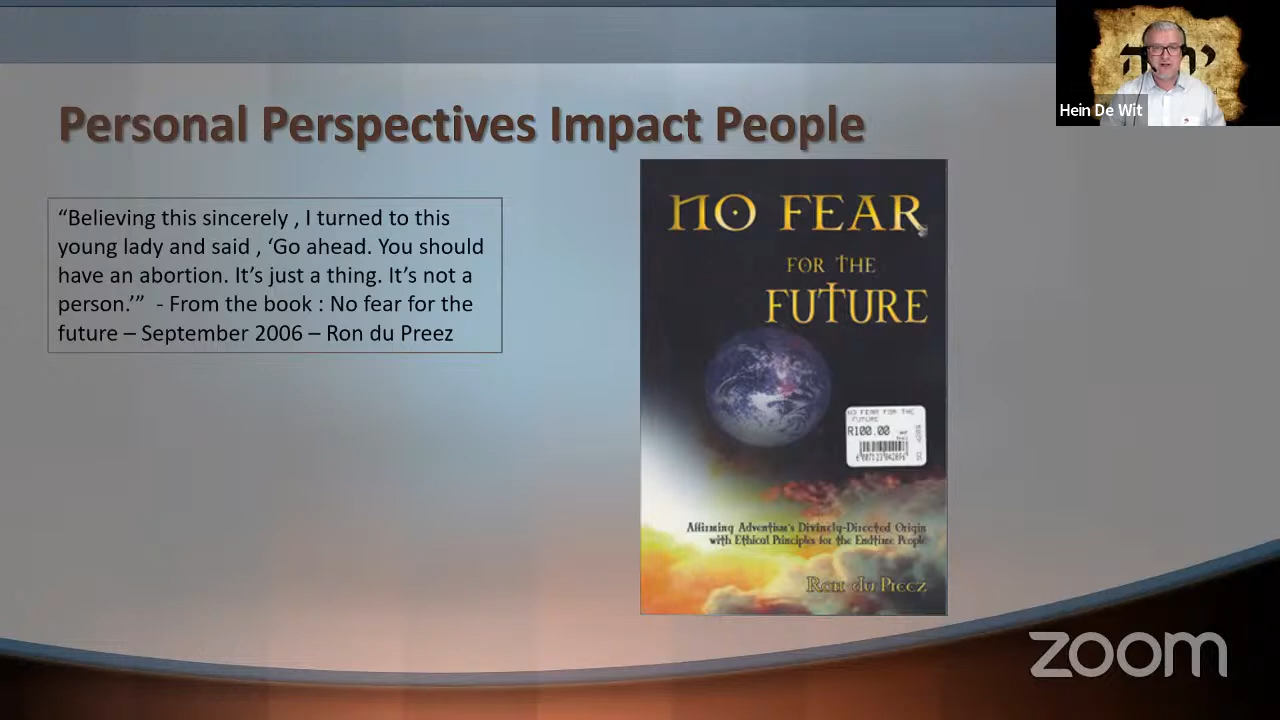 Personal Perspectives Impact People
Hein De Wit
“Believing this sincerely , I turned to this
young lady and said , ‘Go ahead. You should
have an abortion. It’s just a thing. It’s not a
person.’”  - From the book : No fear for the
future – September 2006 – Ron du Preez
NO FEAR
FOR THE
FUTURE
NO FEAR FOR THE
FUTURE
R100.00
Affirming Adventism's Divinely-Directed Origin
with Ethical Principles for the Endtime People
Ron du Preez
zoom